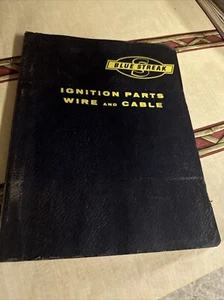 S
BLUE STREAK
IGNITION PARTS
WIRE AND CABLE